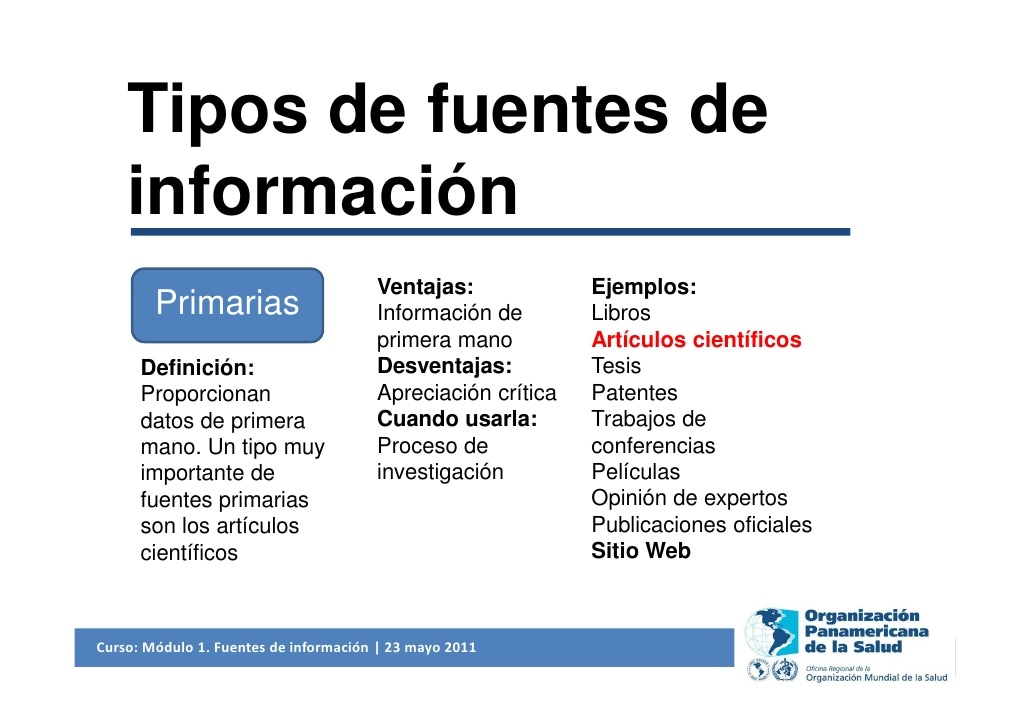 Tipos de fuentes de
información
Primarias
Definición:
Proporcionan
datos de primera
mano. Un tipo muy
importante de
fuentes primarias
son los artículos
científicos
Ventajas:
Información de
primera mano
Desventajas:
Apreciación crítica
Cuando usarla:
Proceso de
investigación
Ejemplos:
Libros
Artículos científicos
Tesis
Patentes
Trabajos de
conferencias
Películas
Opinión de expertos
Publicaciones oficiales
Sitio Web
Curso: Módulo 1. Fuentes de información | 23 mayo 2011
Organización
Panamericana
de la Salud
Oficina Regional de la
Organización Mundial de la Salud